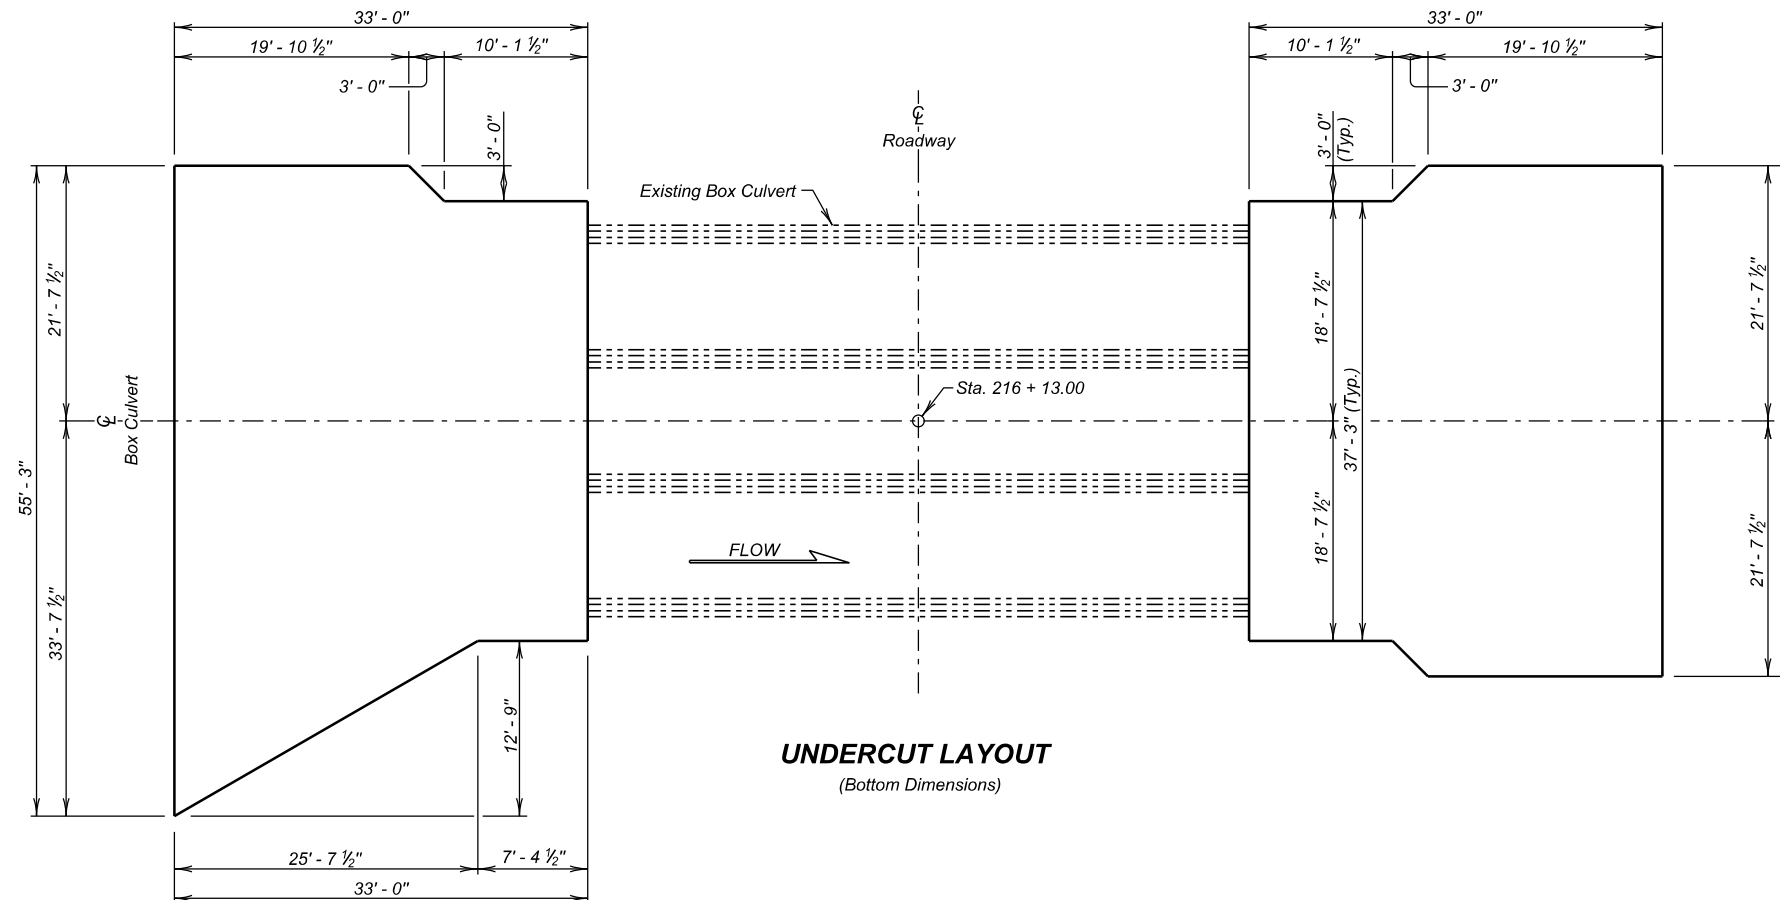 33' - 0"
33' - 0"
19' - 10 ½"
10' - 1 ½"
10' - 1 ½"
19' - 10 ½"
3' - 0"
3' - 0"
3' - 0"
3' - 0"
(Typ.)
℄
Roadway
Existing Box Culvert
21' - 7 ½"
18' - 7 ½"
21' - 7 ½"
Sta. 216 + 13.00
℄
Box Culvert
37' - 3" (Typ.)
55' - 3"
33' - 7 ½"
18' - 7 ½"
21' - 7 ½"
FLOW
12' - 9"
UNDERCUT LAYOUT
(Bottom Dimensions)
25' - 7 ½"
7' - 4 ½"
33' - 0"